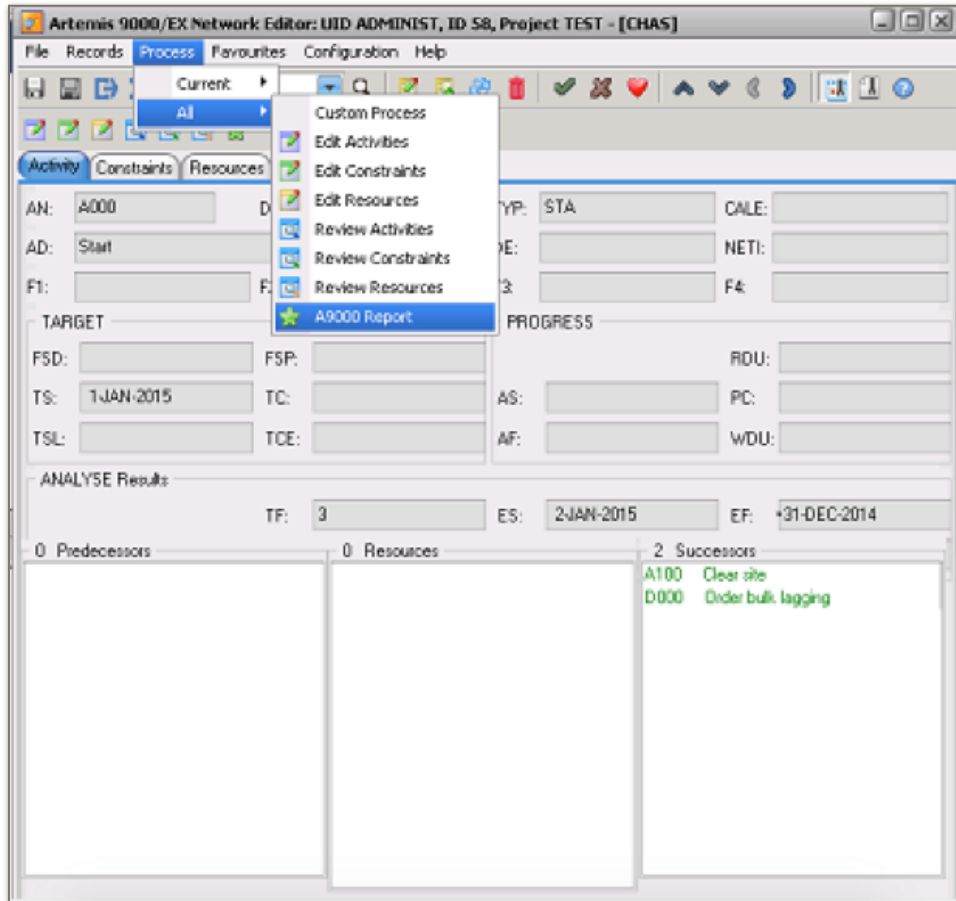 Artemis 9000/EX Network Editor: UID ADMINIST, ID 58, Project TEST - [CHAS]
File Records Process Favourites Configuration Help
Current
All
Custom Process
Edit Activities
Edit Constraints
Edit Resources
Review Activities
Review Constraints
Review Resources
A9000 Report
Activity Constraints Resources
AN: A000 D YP: STA CALE:
AD: Start DE: NETI:
F1: F2 F3: F4:
TARGET PROGRESS
FSD: FSP: RDU:
TS: 1-JAN-2015 TC: AS: PC:
TSL: TCE: AF: WDU:
ANALYSE Results
TF: 3 ES: 2-JAN-2015 EF: *31-DEC-2014
0 Predecessors 0 Resources 2 Successors
A100 Clear site
D000 Order bulk lagging